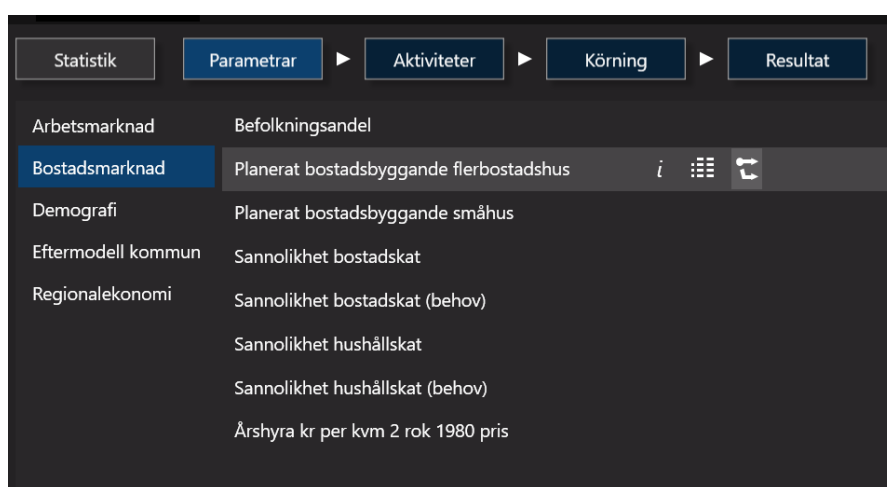 Statistik Parametrar Aktiviteter Körning Resultat
Arbetsmarknad
Bostadsmarknad
Demografi
Eftermodell kommun
Regionalekonomi
Befolkningsandel
Planerat bostadsbyggande flerbostadshus i
Planerat bostadsbyggande småhus
Sannolikhet bostadskat
Sannolikhet bostadskat (behov)
Sannolikhet hushållskat
Sannolikhet hushållskat (behov)
Årshyra kr per kvm 2 rok 1980 pris